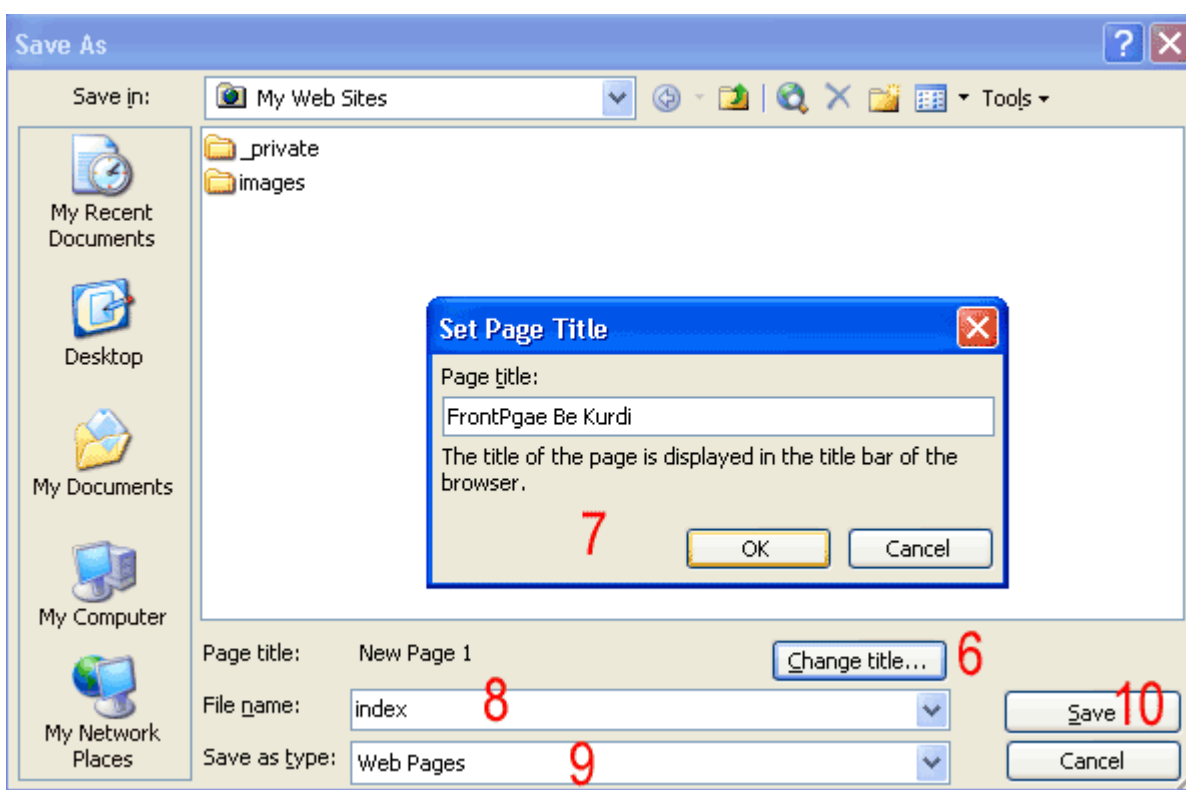 Save As
Save in:
My Web Sites
Tools
_private
images
My Recent
Documents
Desktop
My Documents
My Computer
My Network
Places
Set Page Title
Page title:
FrontPgae Be Kurdi
The title of the page is displayed in the title bar of the
browser.
7
OK
Cancel
Page title:
New Page 1
Change title...
6
File name:
index
8
Save
10
Save as type:
Web Pages
9
Cancel